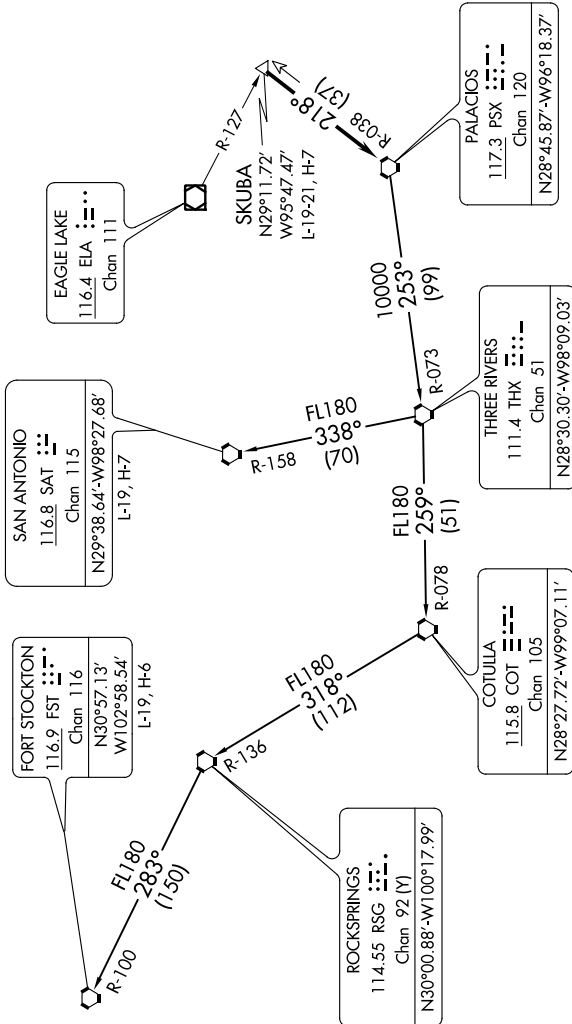 FORT STOCKTON
116.9 FST
Chan 116
N30°57.13'
W102°58.54'
L-19, H-6
SAN ANTONIO
116.8 SAT
Chan 115
N29°38.64'-W98°27.68'
L-19, H-7
EAGLE LAKE
116.4 ELA
Chan 111
R-127
SKUBA
N29°11.72'
W95°47.47'
L-19-21, H-7
218°
(37)
R-038
PALACIOS
117.3 PSX
Chan 120
N28°45.87'-W96°18.37'
10000
253°
(99)
R-073
THREE RIVERS
111.4 THX
Chan 51
N28°30.30'-W98°09.03'
FL180
338°
(70)
R-158
FL180
259°
(51)
R-078
COTULLA
115.8 COT
Chan 105
N28°27.72'-W99°07.11'
FL180
318°
(112)
R-136
ROCKSPRINGS
114.55 RSG
Chan 92 (Y)
N30°00.88'-W100°17.99'
FL180
283°
(150)
R-100